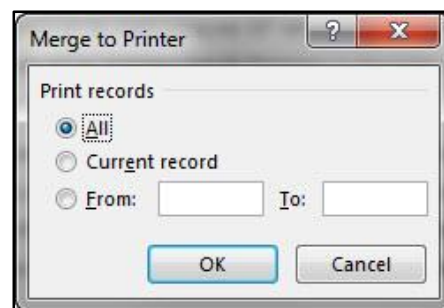 Merge to Printer
?
X
Print records
All
Current record
From:
To:
OK
Cancel